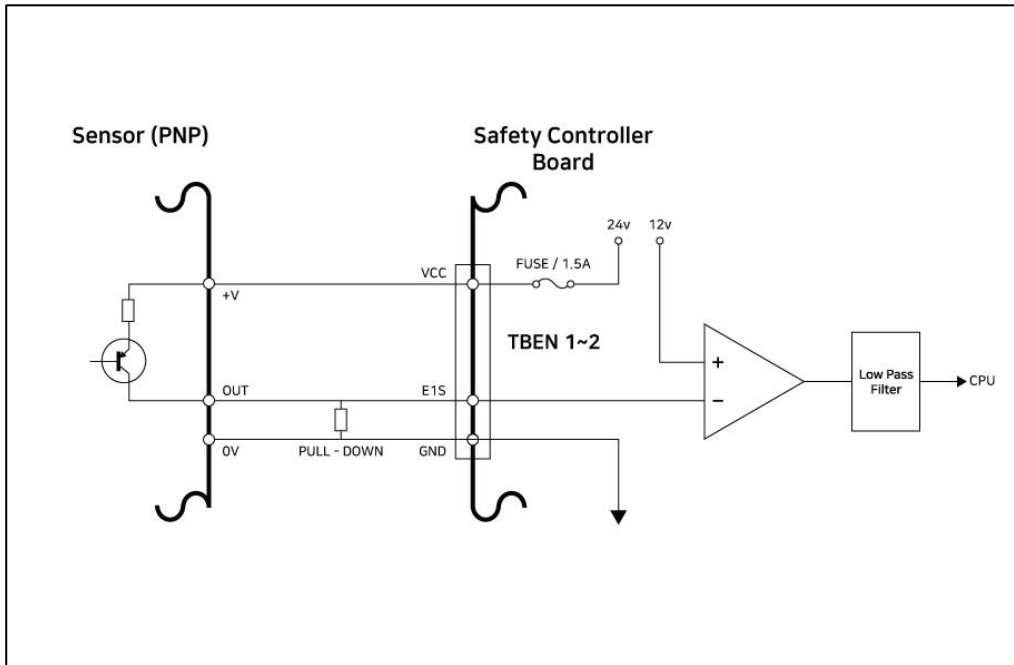 Sensor (PNP)
Safety Controller
Board
24v
12v
VCC
FUSE / 1.5A
+V
TBEN 1~2
+
Low Pass
Filter
CPU
OUT
E1S
−
0V
PULL - DOWN
GND